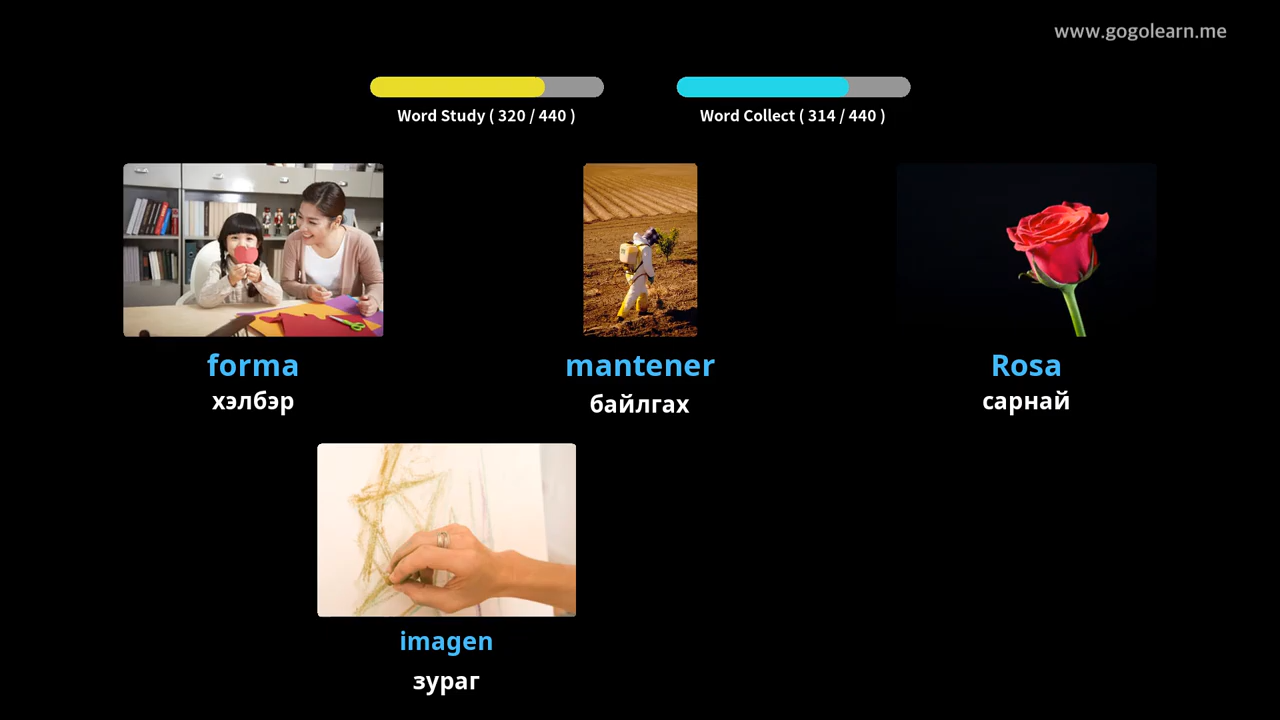 www.gogolearn.me
Word Study ( 320 / 440 )
Word Collect ( 314 / 440 )
forma
хэлбэр
mantener
байлгах
Rosa
сарнай
imagen
зураг